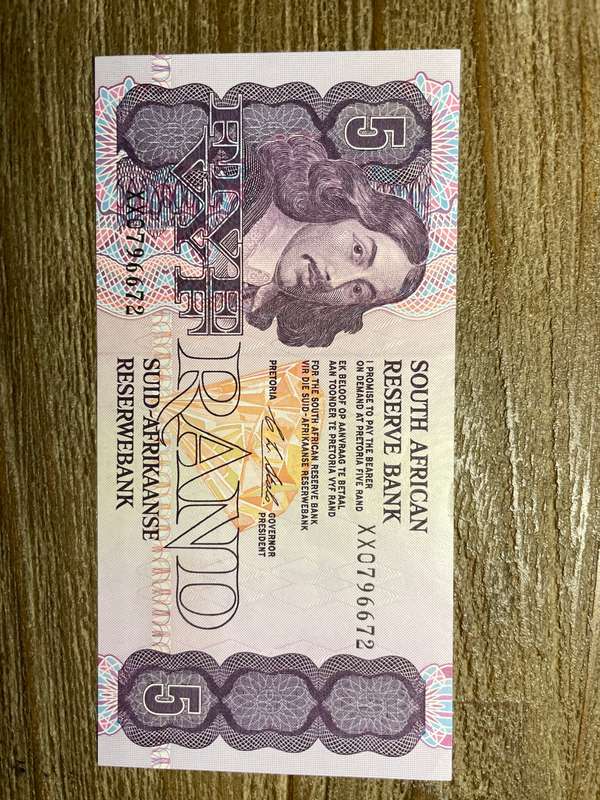 5
SOUTH AFRICAN
RESERVE BANK
I PROMISE TO PAY THE BEARER
ON DEMAND AT PRETORIA FIVE RAND
XX0796672
EK BELOOF OP AANVRAAG TE BETAAL
AAN TOONDER TE PRETORIA VYF RAND
FOR THE SOUTH AFRICAN RESERVE BANK
VIR DIE SUID-AFRIKAANSE RESERWEBANK
PRETORIA
GOVERNOR
PRESIDENT
FIVE
VYF
RAND
XX0796672
SUID-AFRIKAANSE
RESERWEBANK
5